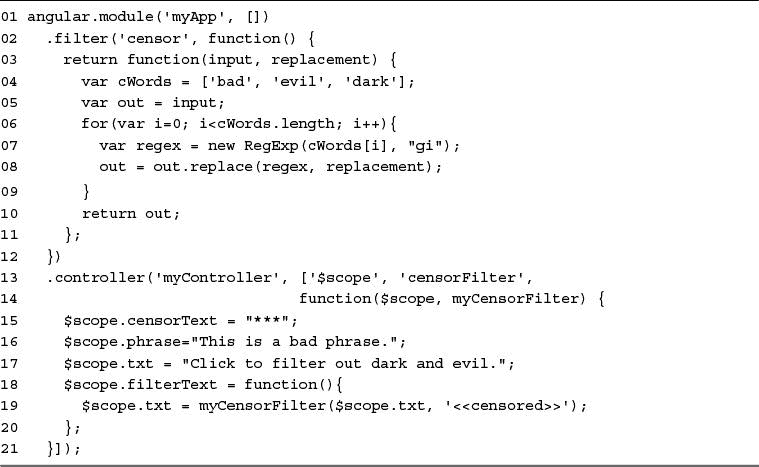 01 angular.module('myApp', [])
02   .filter('censor', function() {
03     return function(input, replacement) {
04       var cWords = ['bad', 'evil', 'dark'];
05       var out = input;
06       for(var i=0; i<cWords.length; i++){
07         var regex = new RegExp(cWords[i], "gi");
08         out = out.replace(regex, replacement);
09       }
10       return out;
11     };
12   })
13   .controller('myController', ['$scope', 'censorFilter',
14                               function($scope, myCensorFilter) {
15     $scope.censorText = "***";
16     $scope.phrase="This is a bad phrase.";
17     $scope.txt = "Click to filter out dark and evil.";
18     $scope.filterText = function(){
19       $scope.txt = myCensorFilter($scope.txt, '<<censored>>');
20     };
21   }]);